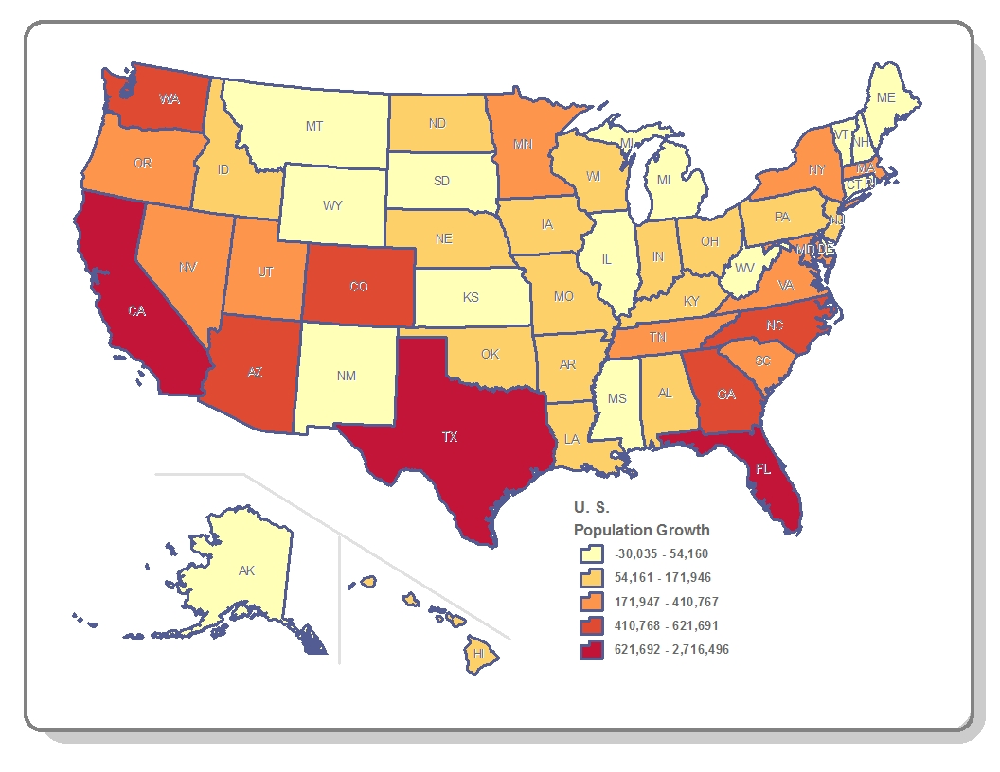 WA
MT
ND
MN
MI
ME
VT
NH
OR
ID
SD
WI
MI
NY
MA
CT
RI
WY
IA
NE
PA
NJ
NV
UT
CO
IL
IN
OH
MD
DE
WV
VA
KS
MO
KY
CA
AZ
NM
OK
AR
TN
NC
SC
MS
AL
GA
TX
LA
FL
AK
HI
U. S.
Population Growth
-30,035 - 54,160
54,161 - 171,946
171,947 - 410,767
410,768 - 621,691
621,692 - 2,716,496